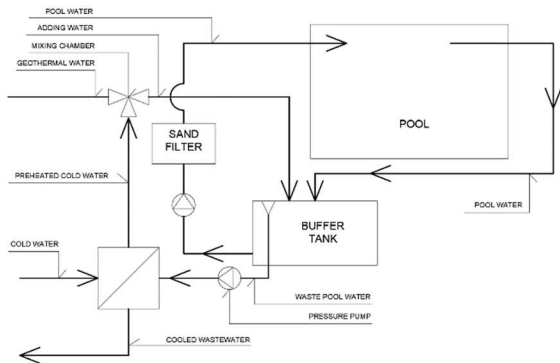 POOL WATER
ADDING WATER
MIXING CHAMBER
GEOTHERMAL WATER
SAND
FILTER
POOL
PREHEATED COLD WATER
POOL WATER
BUFFER
TANK
COLD WATER
WASTE POOL WATER
PRESSURE PUMP
COOLED WASTEWATER